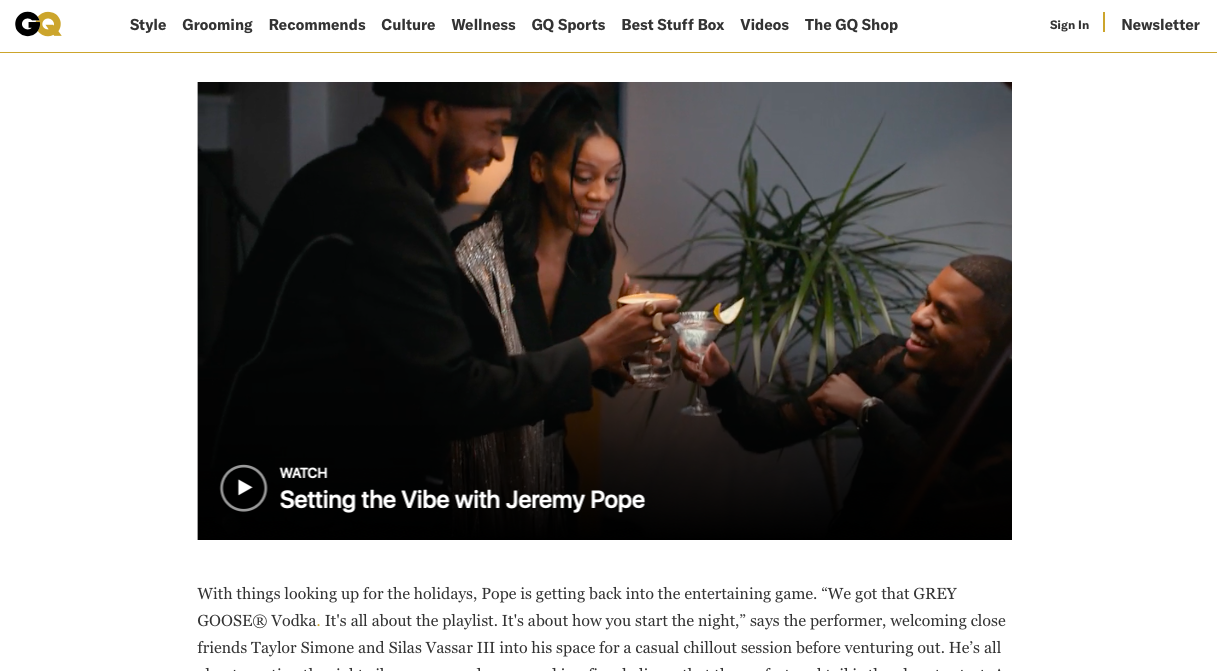 GQ
Style Grooming Recommends Culture Wellness GQ Sports Best Stuff Box Videos The GQ Shop Sign In Newsletter
WATCH
Setting the Vibe with Jeremy Pope
With things looking up for the holidays, Pope is getting back into the entertaining game. “We got that GREY
GOOSE® Vodka. It's all about the playlist. It's about how you start the night,” says the performer, welcoming close
friends Taylor Simone and Silas Vassar III into his space for a casual chillout session before venturing out. He’s all